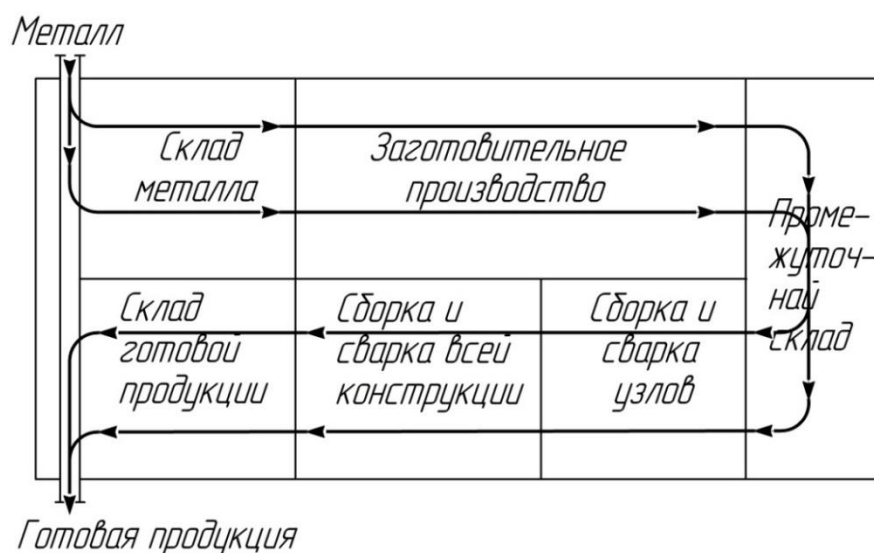 Металл
Склад
металла
Заготовительное
производство
Проме-
жуточ-
най
склад
Склад
готовой
продукции
Сборка и
сварка всей
конструкции
Сборка и
сварка
узлов
Готовая продукция